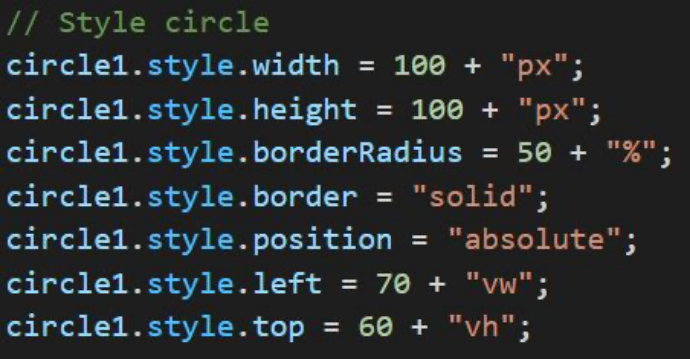 // Style circle
circle1.style.width = 100 + "px";
circle1.style.height = 100 + "px";
circle1.style.borderRadius = 50 + "%";
circle1.style.border = "solid";
circle1.style.position = "absolute";
circle1.style.left = 70 + "vw";
circle1.style.top = 60 + "vh";